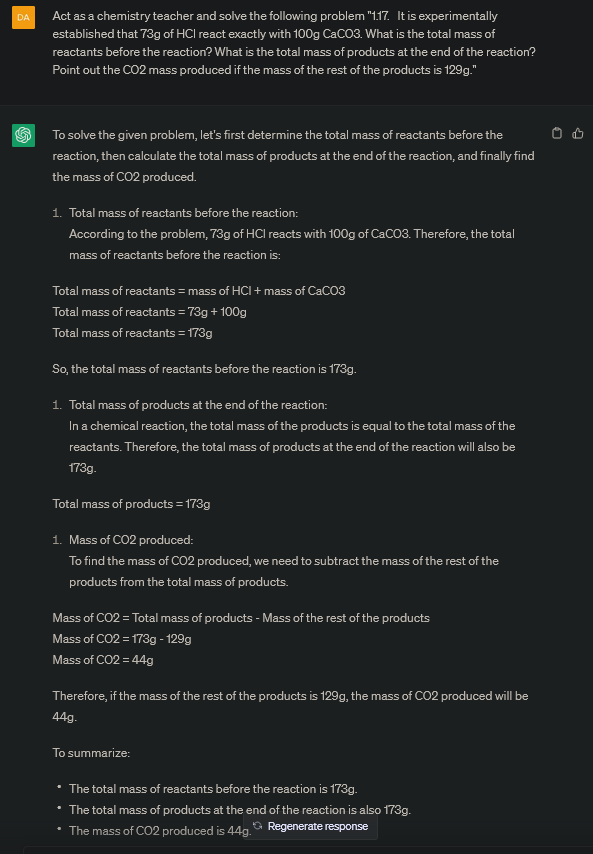 DA
Act as a chemistry teacher and solve the following problem "1.17.   It is experimentally
established that 73g of HCl react exactly with 100g CaCO3. What is the total mass of
reactants before the reaction? What is the total mass of products at the end of the reaction?
Point out the CO2 mass produced if the mass of the rest of the products is 129g."
To solve the given problem, let's first determine the total mass of reactants before the
reaction, then calculate the total mass of products at the end of the reaction, and finally find
the mass of CO2 produced.
1. Total mass of reactants before the reaction:
According to the problem, 73g of HCl reacts with 100g of CaCO3. Therefore, the total
mass of reactants before the reaction is:
Total mass of reactants = mass of HCl + mass of CaCO3
Total mass of reactants = 73g + 100g
Total mass of reactants = 173g
So, the total mass of reactants before the reaction is 173g.
1. Total mass of products at the end of the reaction:
In a chemical reaction, the total mass of the products is equal to the total mass of the
reactants. Therefore, the total mass of products at the end of the reaction will also be
173g.
Total mass of products = 173g
1. Mass of CO2 produced:
To find the mass of CO2 produced, we need to subtract the mass of the rest of the
products from the total mass of products.
Mass of CO2 = Total mass of products - Mass of the rest of the products
Mass of CO2 = 173g - 129g
Mass of CO2 = 44g
Therefore, if the mass of the rest of the products is 129g, the mass of CO2 produced will be
44g.
To summarize:
• The total mass of reactants before the reaction is 173g.
• The total mass of products at the end of the reaction is also 173g.
• The mass of CO2 produced is 44g.
Regenerate response